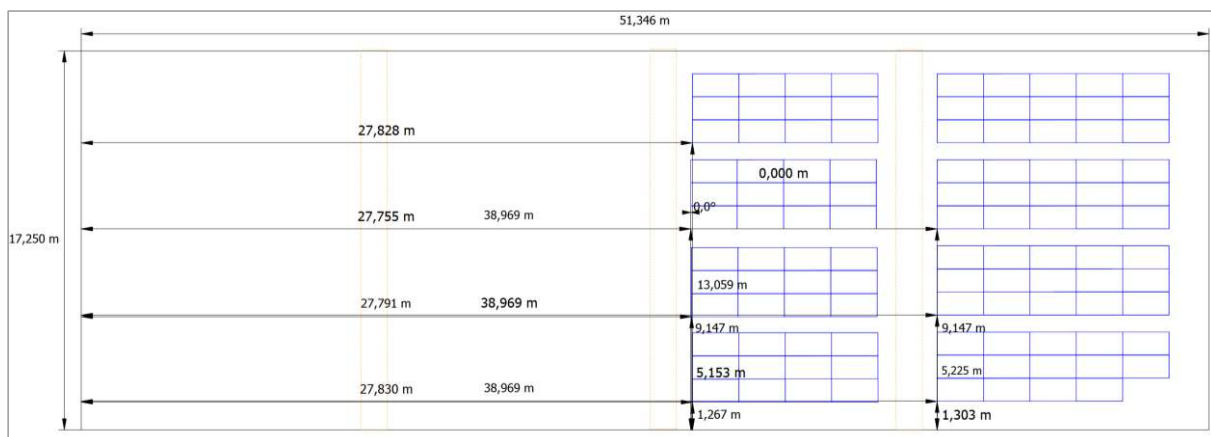 51,346 m
27,828 m
0,000 m
0,0°
27,755 m
38,969 m
17,250 m
13,059 m
27,791 m
38,969 m
9,147 m
9,147 m
5,153 m
5,225 m
27,830 m
38,969 m
1,267 m
1,303 m